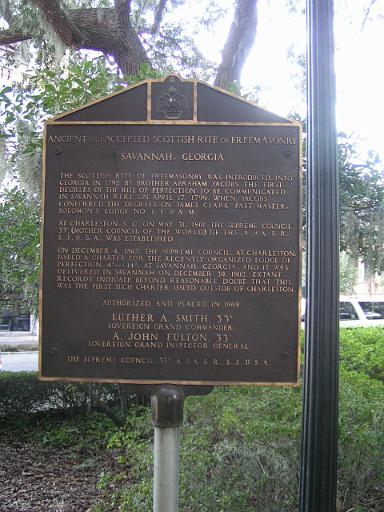 ANCIENT AND ACCEPTED SCOTTISH RITE OF FREEMASONRY
SAVANNAH, GEORGIA
THE SCOTTISH RITE OF FREEMASONRY WAS INTRODUCED INTO
GEORGIA IN 1792 BY BROTHER ABRAHAM JACOBS. THE FIRST
DEGREES OF THE RITE OF PERFECTION TO BE COMMUNICATED
IN SAVANNAH WERE ON APRIL 17, 1796, WHEN JACOBS
CONFERRED THE DEGREES ON JAMES CLARK, PAST MASTER,
SOLOMON'S LODGE NO. 1, F. & A. M.
AT CHARLESTON, S. C., ON MAY 31, 1801, THE SUPREME COUNCIL
33°, (MOTHER COUNCIL OF THE WORLD) OF THE A. & A. S. R.,
S. J., U. S. A., WAS ESTABLISHED.
ON DECEMBER 4, 1802, THE SUPREME COUNCIL, AT CHARLESTON,
ISSUED A CHARTER FOR THE RECENTLY ORGANIZED LODGE OF
PERFECTION, 4°-14°, AT SAVANNAH, GEORGIA, AND IT WAS
DELIVERED IN SAVANNAH ON DECEMBER 30, 1802. EXTANT
RECORDS INDICATE BEYOND REASONABLE DOUBT THAT THIS
WAS THE FIRST SUCH CHARTER ISSUED OUTSIDE OF CHARLESTON.
AUTHORIZED AND PLACED IN 1969
LUTHER A. SMITH 33°
SOVEREIGN GRAND COMMANDER
A. JOHN FULTON, 33°
SOVEREIGN GRAND INSPECTOR GENERAL
THE SUPREME COUNCIL 33°, A. & A. S. R., S. J. U. S. A.